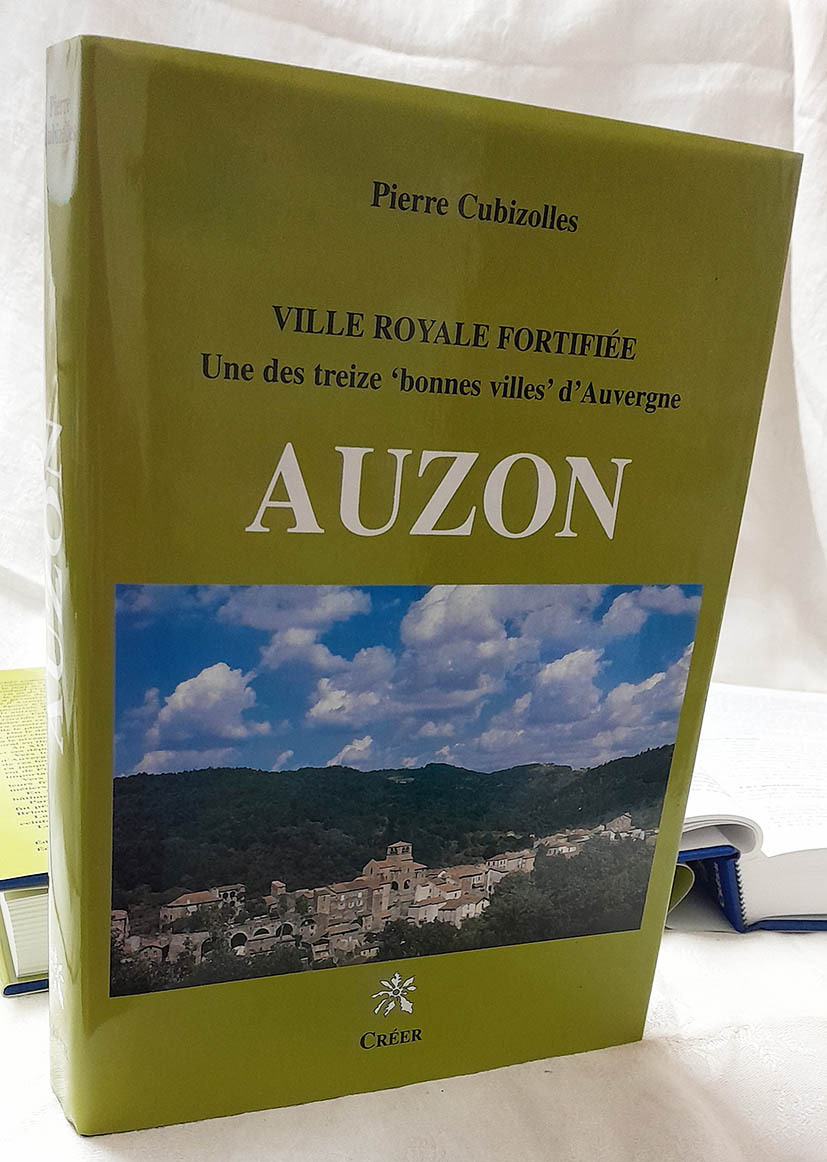 Pierre Cubizolles
VILLE ROYALE FORTIFIÉE
Une des treize ‘bonnes villes’ d’Auvergne
AUZON
CRÉER
Pierre
Cubizolles
AUZON